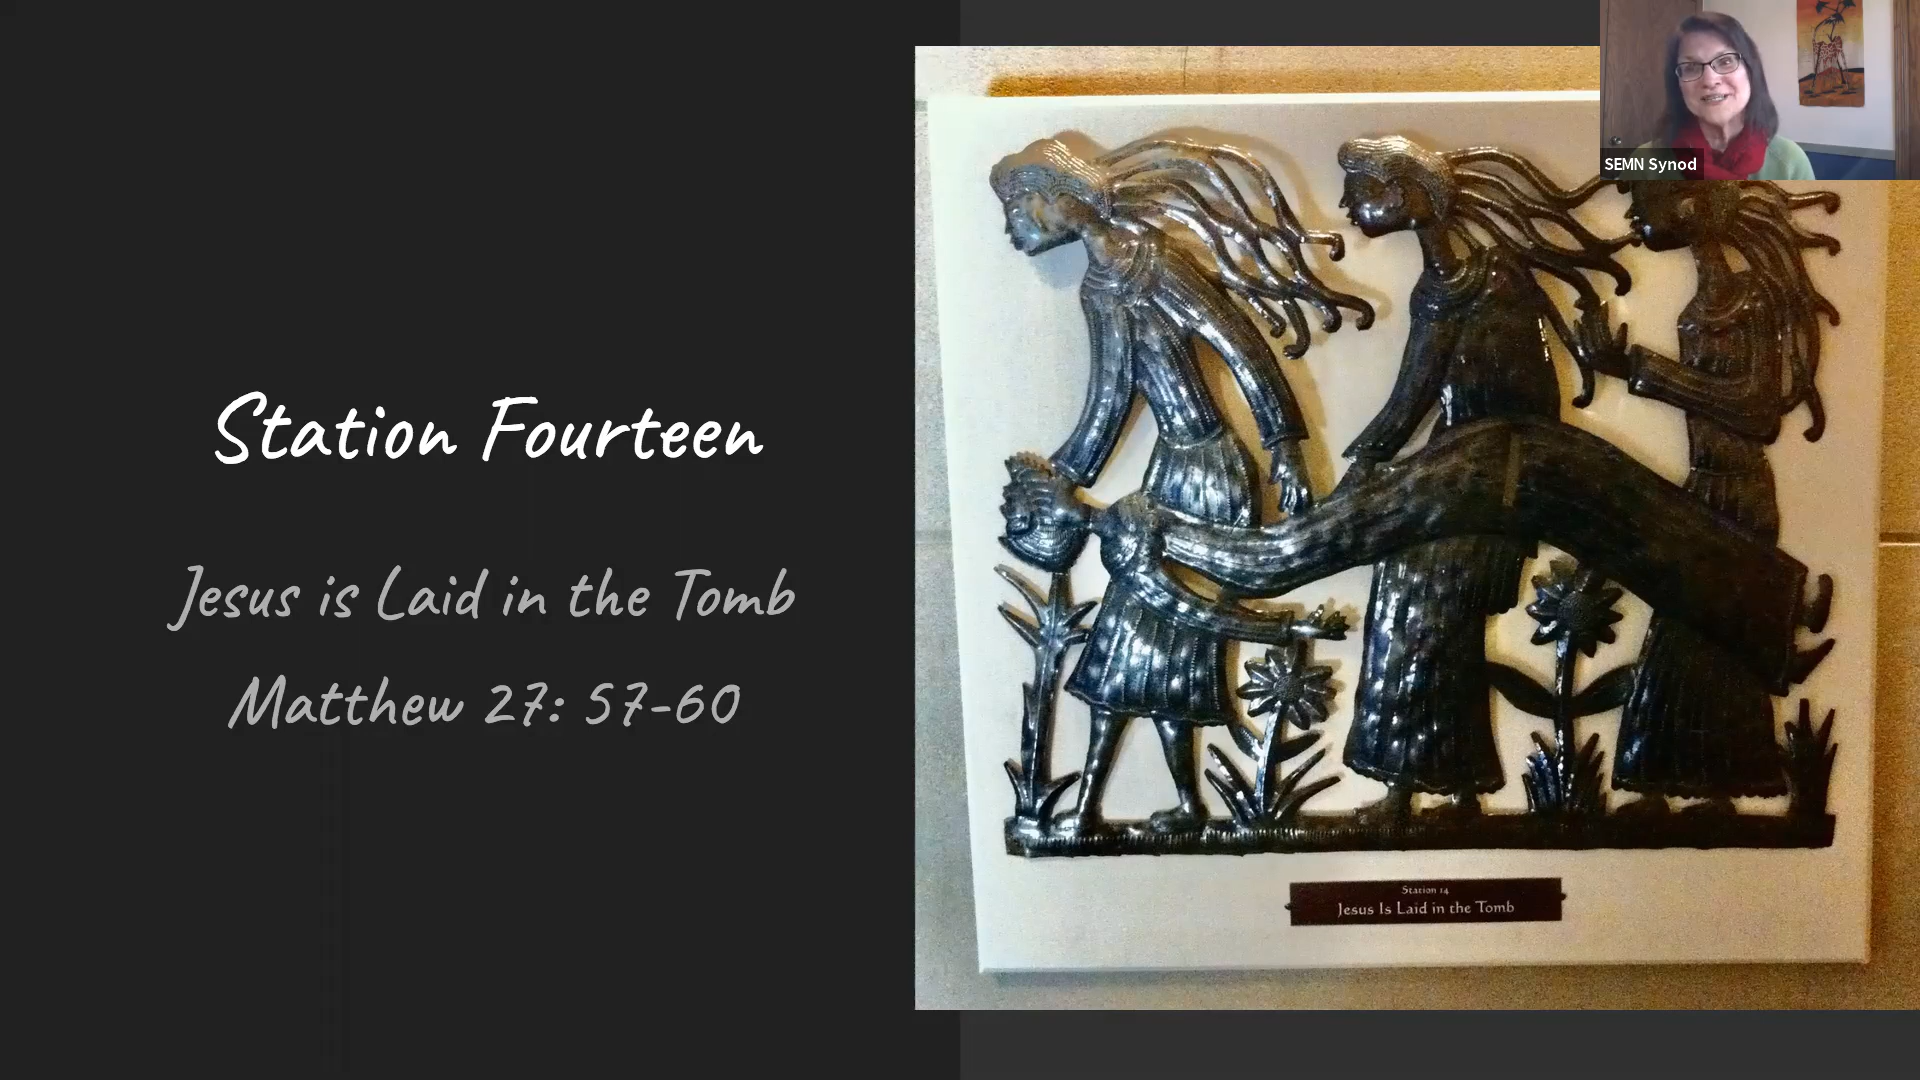 Station Fourteen
Jesus is Laid in the Tomb
Matthew 27: 57-60
SEMN Synod
Station 14
Jesus Is Laid in the Tomb